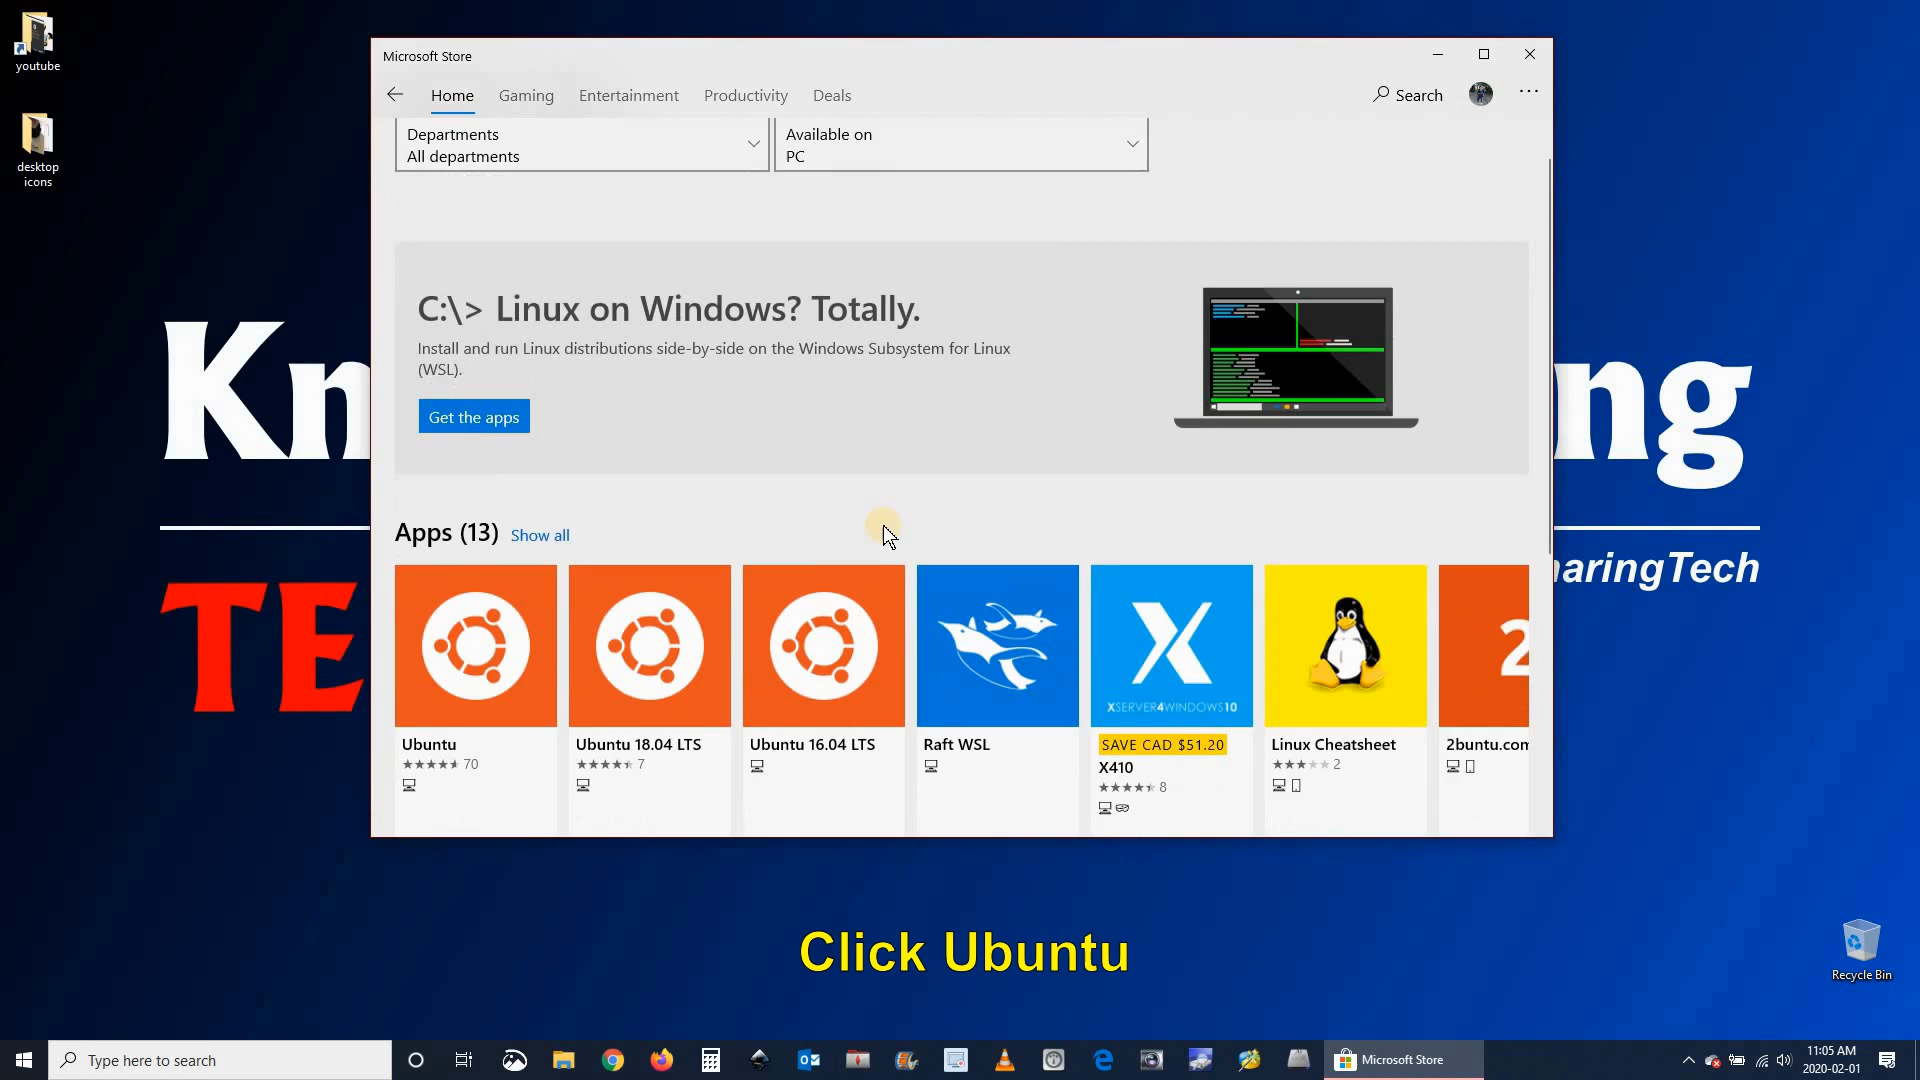 youtube
desktop
icons
Microsoft Store
Home Gaming Entertainment Productivity Deals
Search
Departments
All departments
Available on
PC
C:\> Linux on Windows? Totally.
Install and run Linux distributions side-by-side on the Windows Subsystem for Linux
(WSL).
Get the apps
Kn
ng
Apps (13) Show all
TE
aringTech
XSERVER4WINDOWS10
2
Ubuntu
70
Ubuntu 18.04 LTS
7
Ubuntu 16.04 LTS
Raft WSL
SAVE CAD $51.20
X410
8
Linux Cheatsheet
2
2buntu.com
Click Ubuntu
Recycle Bin
Type here to search
Microsoft Store
11:05 AM
2020-02-01